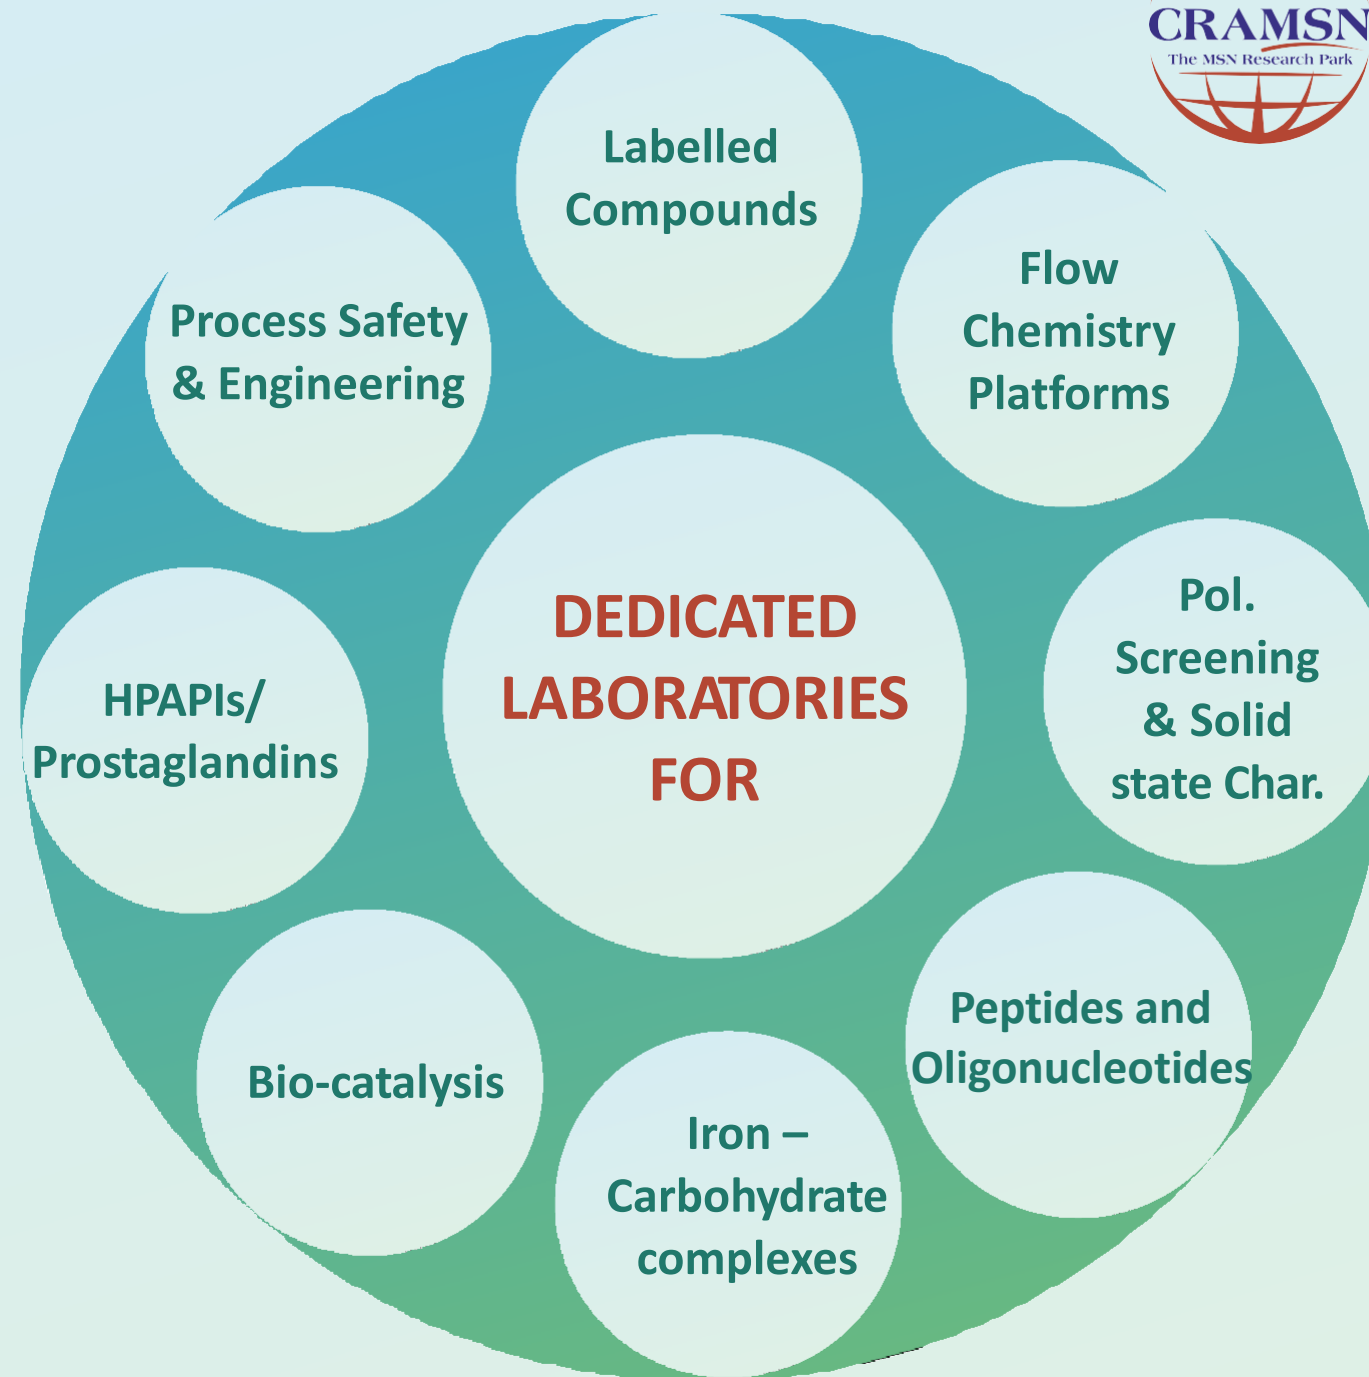 CRAMSN
The MSN Research Park
Labelled
Compounds
Flow
Chemistry
Platforms
Process Safety
& Engineering
Pol.
Screening
& Solid
state Char.
DEDICATED
LABORATORIES
FOR
HPAPIs/
Prostaglandins
Peptides and
Oligonucleotides
Bio-catalysis
Iron –
Carbohydrate
complexes